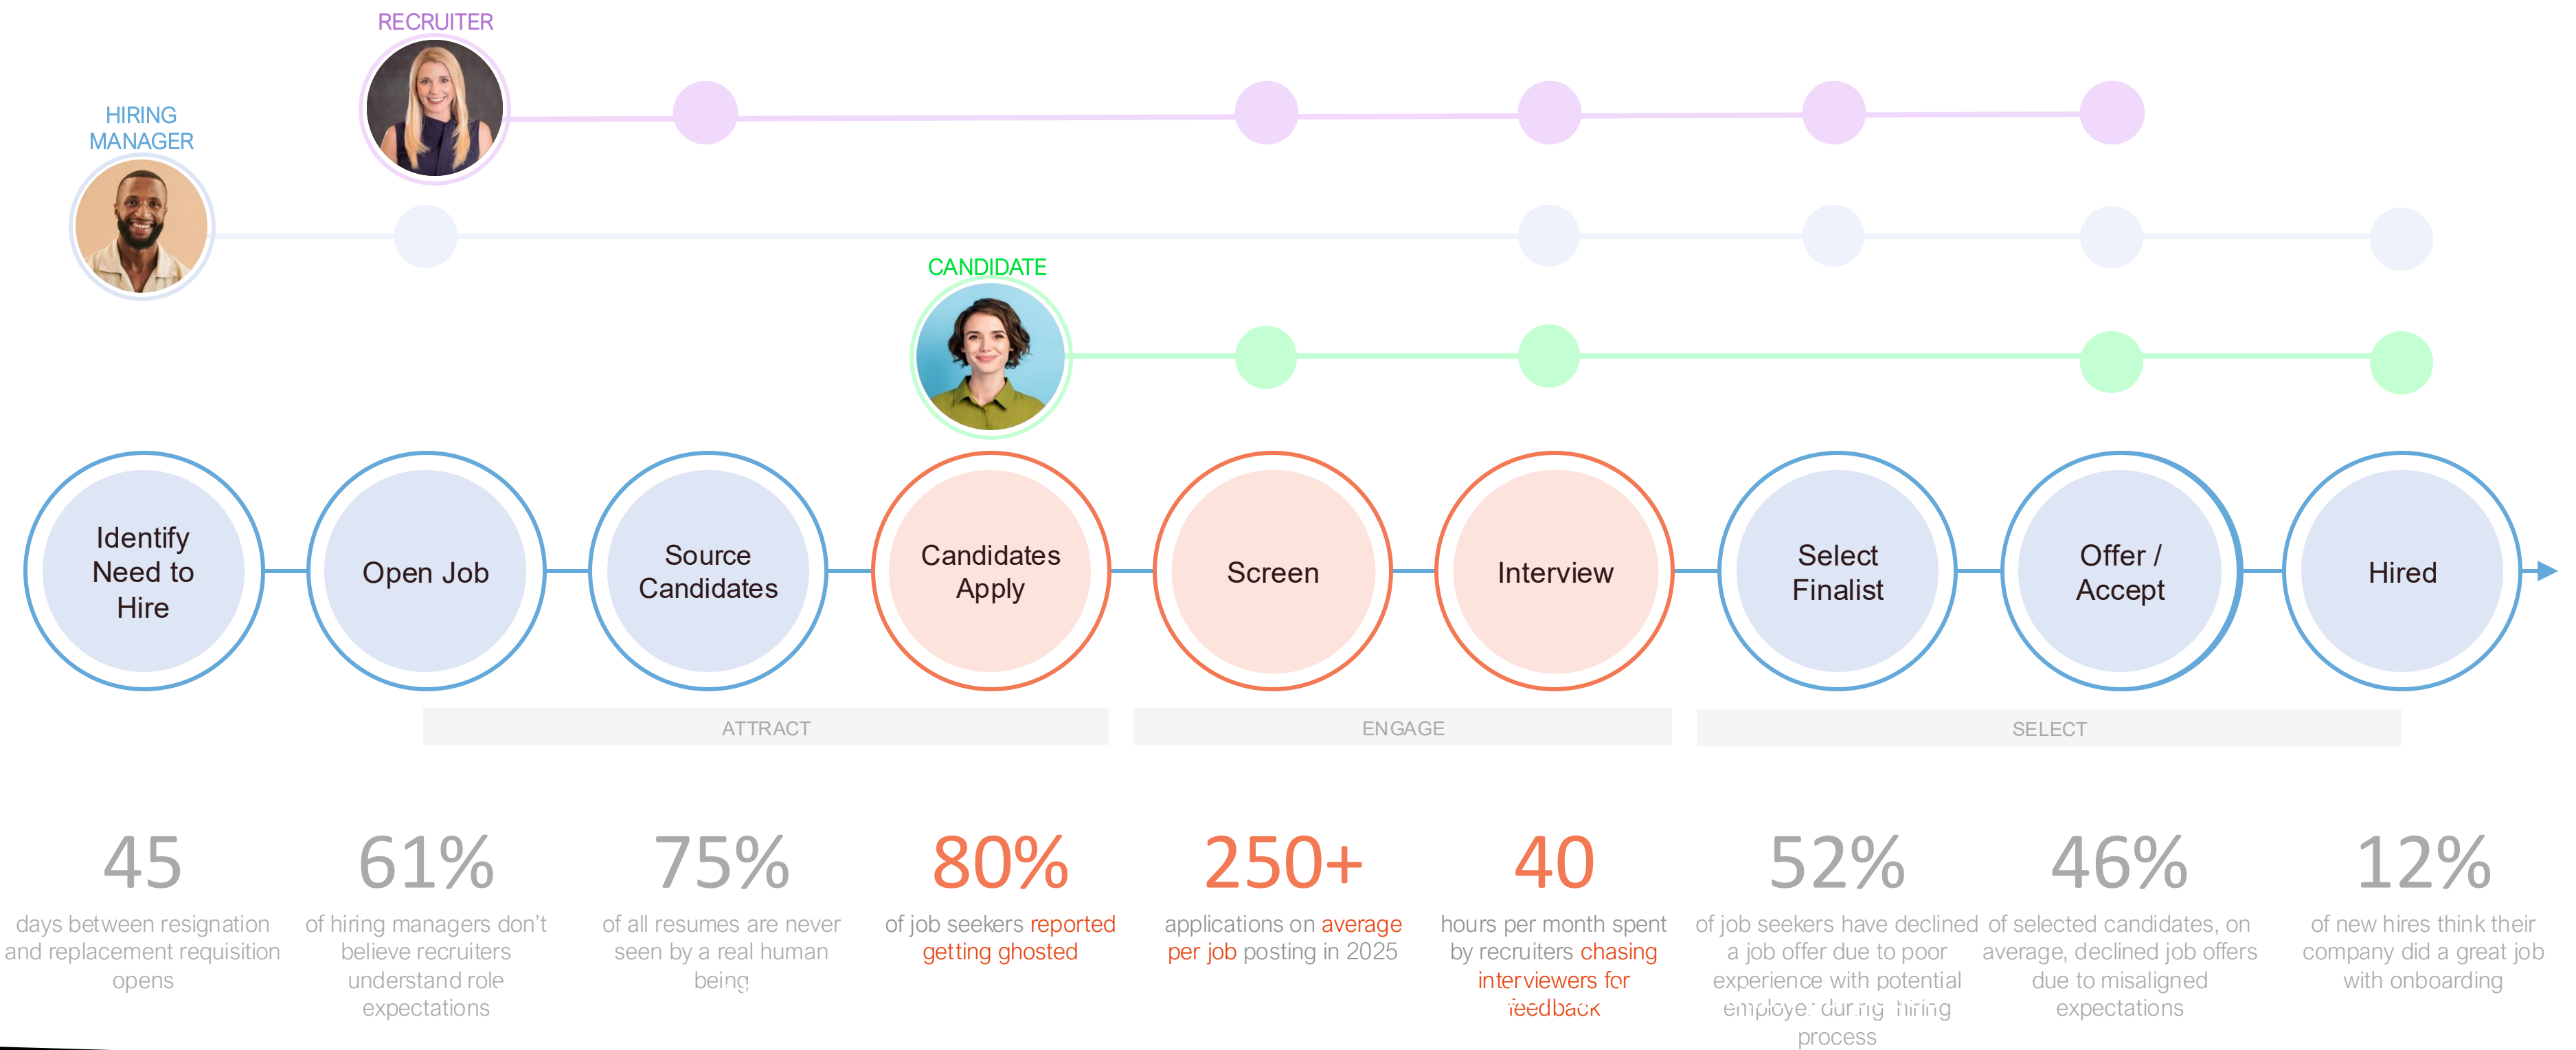 RECRUITER
HIRING
MANAGER
CANDIDATE
Identify
Need to
Hire
Open Job
Source
Candidates
Candidates
Apply
Screen
Interview
Select
Finalist
Offer /
Accept
Hired
ATTRACT
ENGAGE
SELECT
45
days between resignation
and replacement requisition
opens
61%
of hiring managers don't
believe recruiters
understand role
expectations
75%
of all resumes are never
seen by a real human
being
80%
of job seekers reported
getting ghosted
250+
applications on average
per job posting in 2025
40
hours per month spent
by recruiters chasing
interviewers for
feedback
52%
of job seekers have declined
a job offer due to poor
experience with potential
employer during hiring
process
46%
of selected candidates, on
average, declined job offers
due to misaligned
expectations
12%
of new hires think their
company did a great job
with onboarding